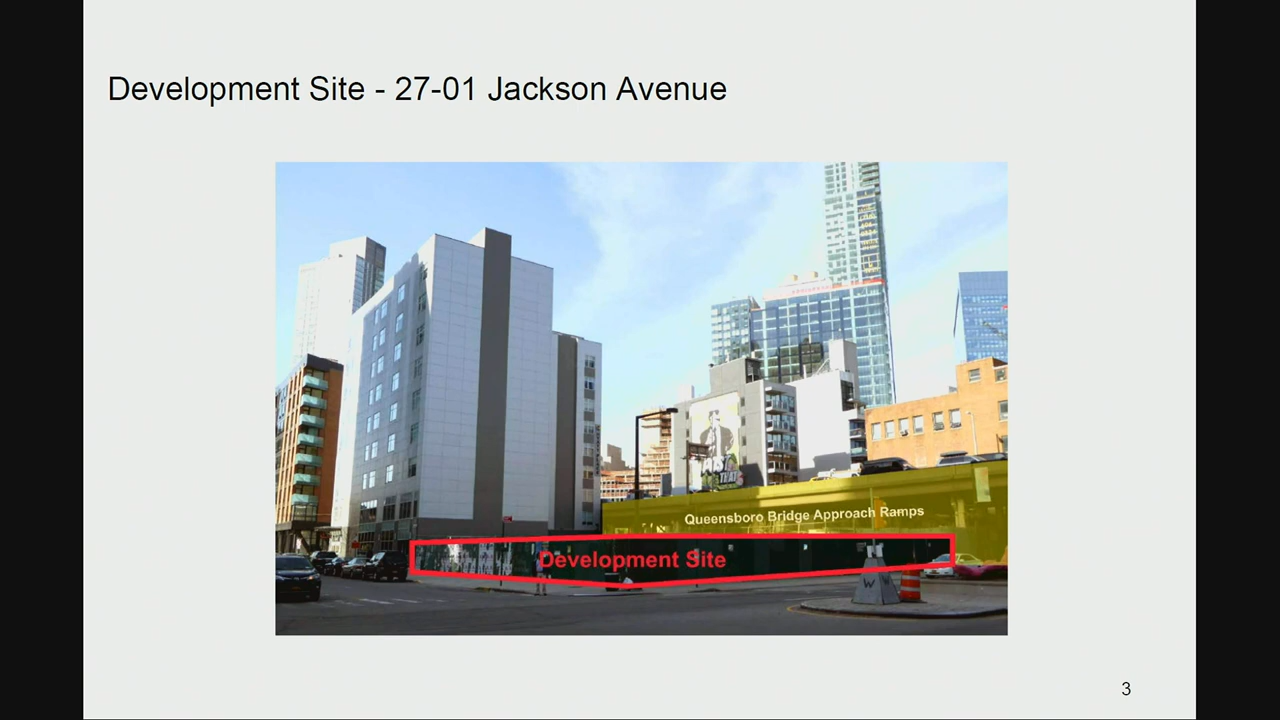 Development Site - 27-01 Jackson Avenue
Queensboro Bridge Approach Ramps
Development Site
W
3